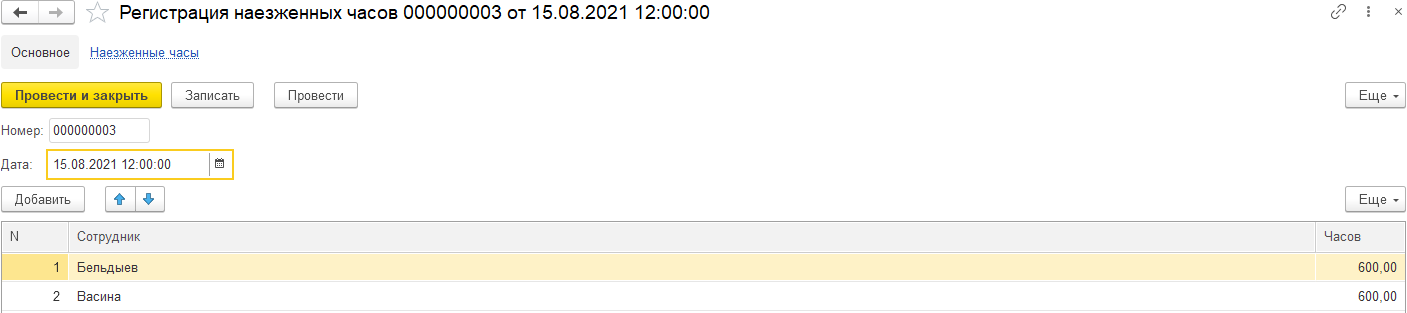 Регистрация наезженных часов 000000003 от 15.08.2021 12:00:00
Основное Наезженные часы
Провести и закрыть Записать Провести Еще
Номер: 000000003
Дата: 15.08.2021 12:00:00
Добавить Еще
N Сотрудник Часов
1 Бельдыев 600,00
2 Васина 600,00